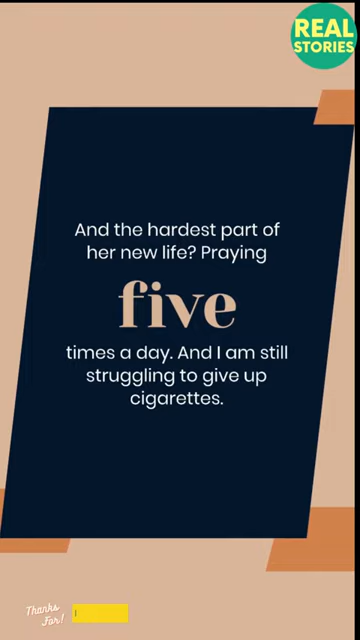 REAL
STORIES
And the hardest part of
her new life? Praying
five
times a day. And I am still
struggling to give up
cigarettes.
Thanks
For!